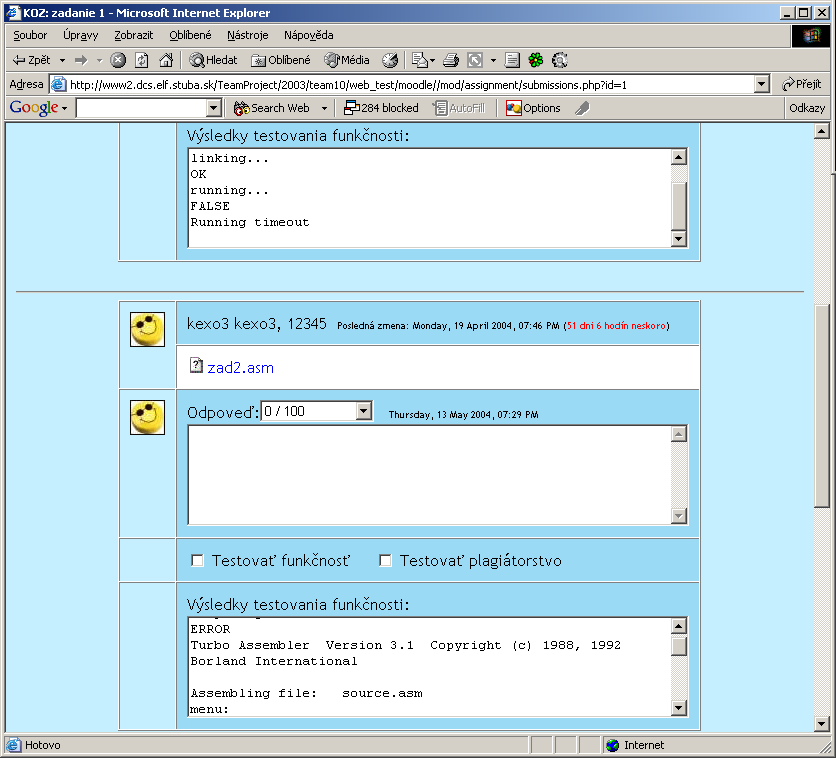 KOZ: zadanie 1 - Microsoft Internet Explorer
Soubor Úpravy Zobrazit Oblíbené Nástroje Nápověda
Zpět Hledat Oblíbené Média
Adresa http://www2.dcs.elf.stuba.sk/TeamProject/2003/team10/web_test/moodle//mod/assignment/submissions.php?id=1 Přejít
Google Search Web 284 blocked AutoFill Options Odkazy
Výsledky testovania funkčnosti:
linking...
OK
running...
FALSE
Running timeout
kexo3 kexo3, 12345 Posledná zmena: Monday, 19 April 2004, 07:46 PM (51 dní 6 hodín neskoro)
zad2.asm
Odpoveď: 0 / 100 Thursday, 13 May 2004, 07:29 PM
Testovať funkčnosť Testovať plagiátorstvo
Výsledky testovania funkčnosti:
ERROR
Turbo Assembler  Version 3.1  Copyright (c) 1988, 1992
Borland International
Assembling file:   source.asm
menu:
Hotovo Internet